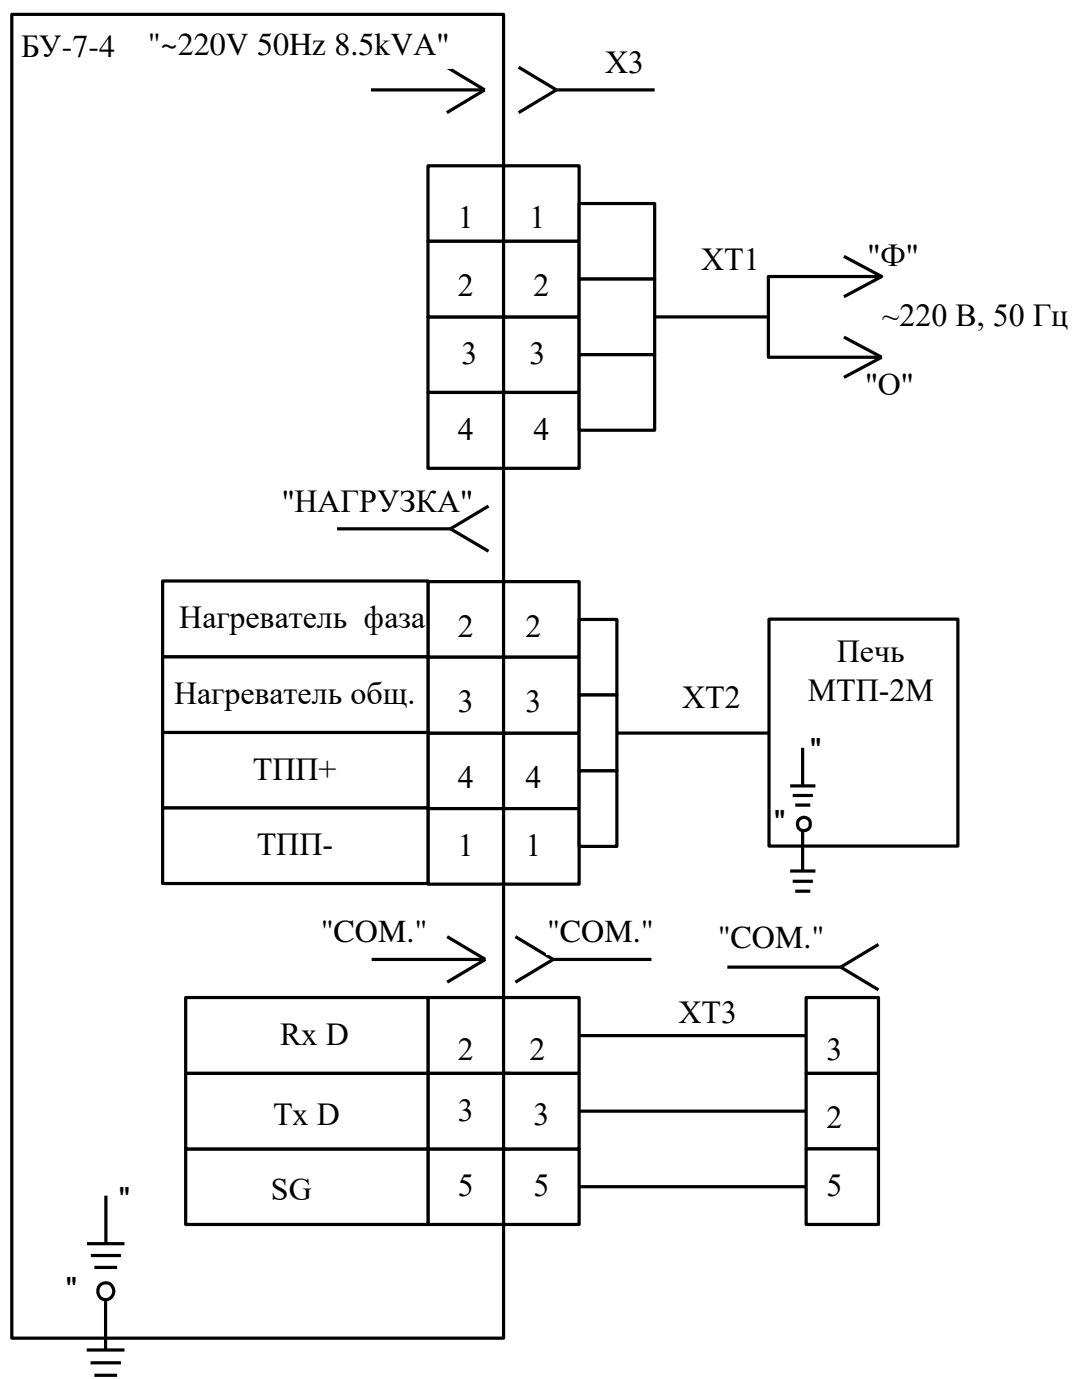 БУ-7-4 "~220V 50Hz 8.5kVA"
X3
1 1
2 2
3 3
4 4
XT1
"Ф"
~220 В, 50 Гц
"О"
"НАГРУЗКА"
Нагреватель фаза 2 2
Нагреватель общ. 3 3
ТПП+ 4 4
ТПП- 1 1
XT2
Печь
МТП-2М
"
"
"COM." "COM." "COM."
XT3
Rx D 2 2 3
Tx D 3 3 2
SG 5 5 5
"
"